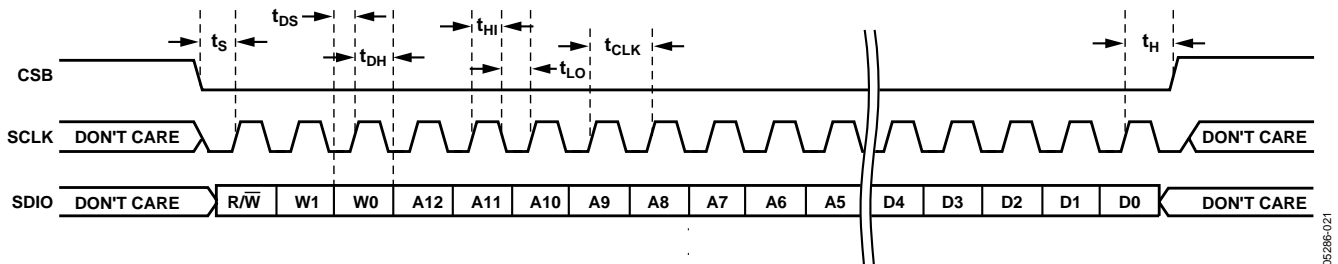 tDS
tHI
tS
tCLK
tH
tDH
tLO
CSB
SCLK DON'T CARE DON'T CARE
SDIO DON'T CARE R/W̅ W1 W0 A12 A11 A10 A9 A8 A7 A6 A5 D4 D3 D2 D1 D0 DON'T CARE
05286-021